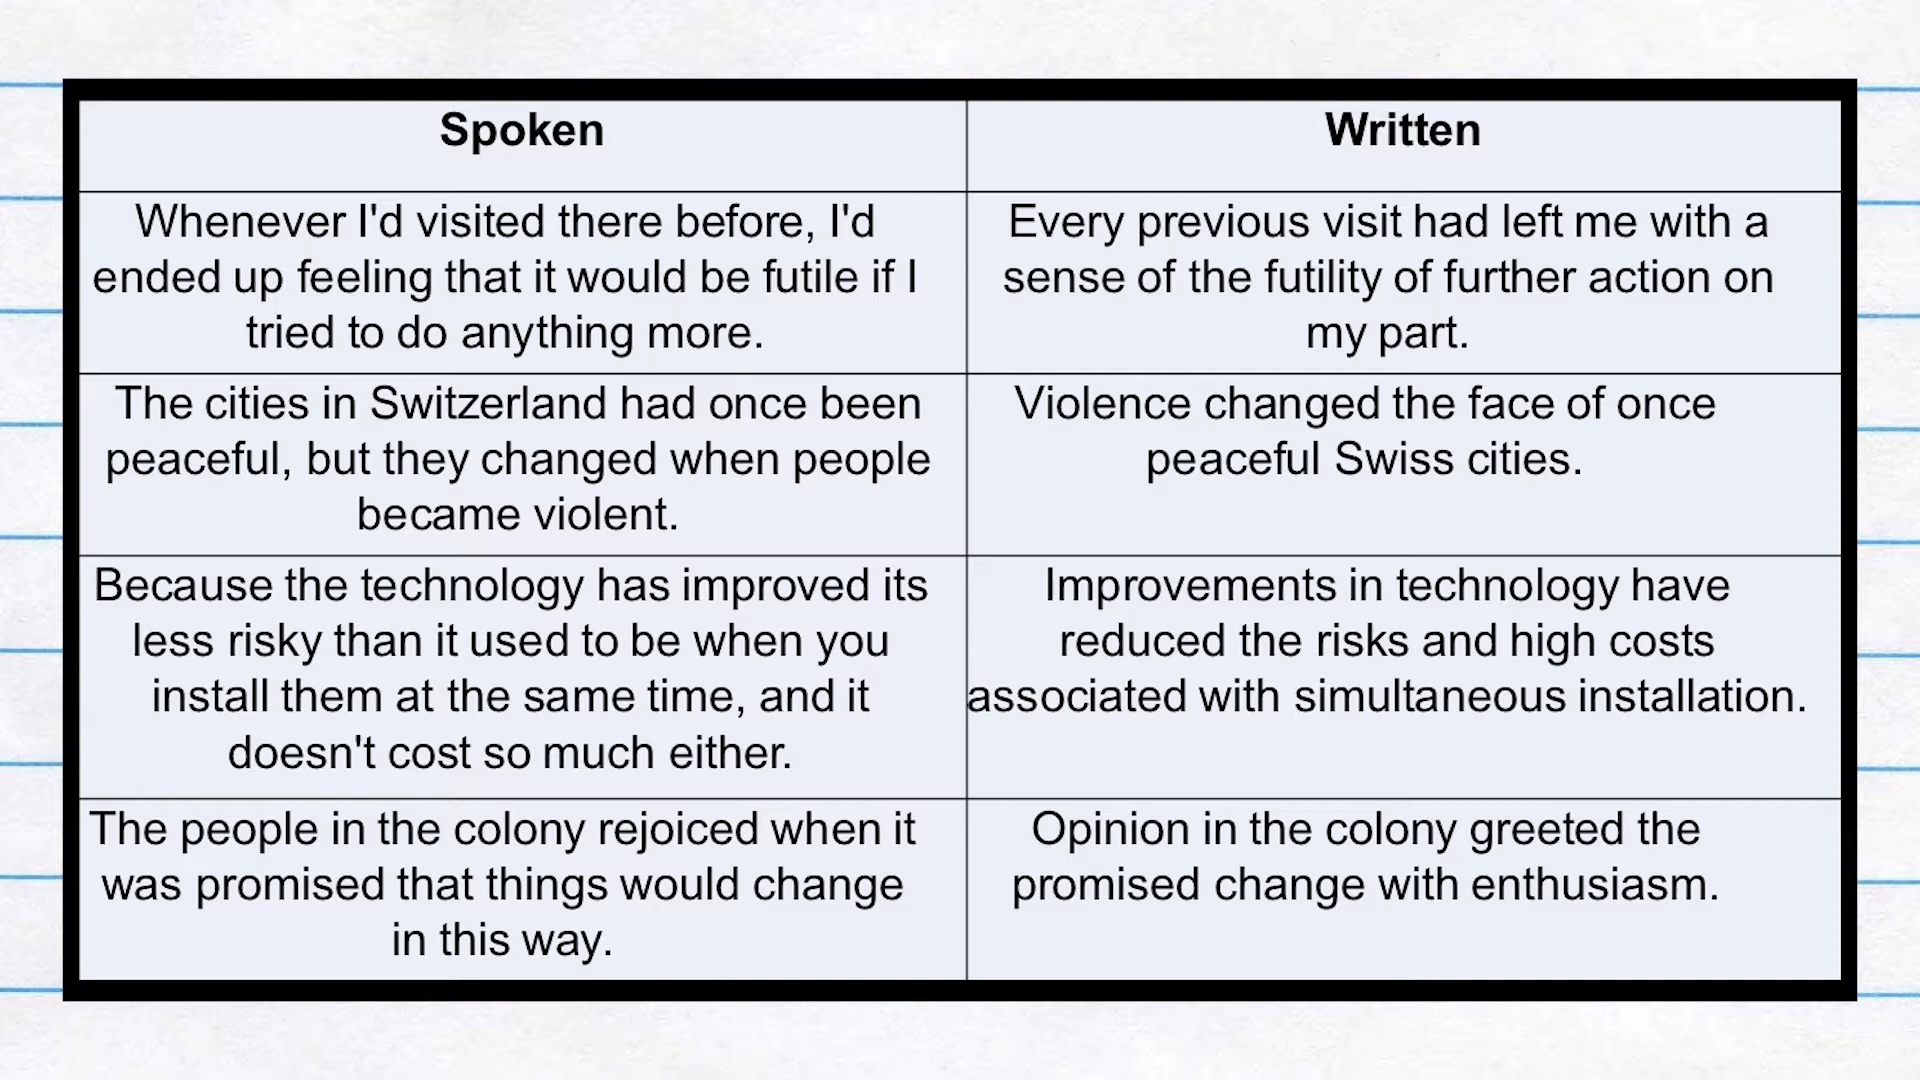 Spoken
Written
Whenever I'd visited there before, I'd
ended up feeling that it would be futile if I
tried to do anything more.
Every previous visit had left me with a
sense of the futility of further action on
my part.
The cities in Switzerland had once been
peaceful, but they changed when people
became violent.
Violence changed the face of once
peaceful Swiss cities.
Because the technology has improved its
less risky than it used to be when you
install them at the same time, and it
doesn't cost so much either.
Improvements in technology have
reduced the risks and high costs
associated with simultaneous installation.
The people in the colony rejoiced when it
was promised that things would change
in this way.
Opinion in the colony greeted the
promised change with enthusiasm.